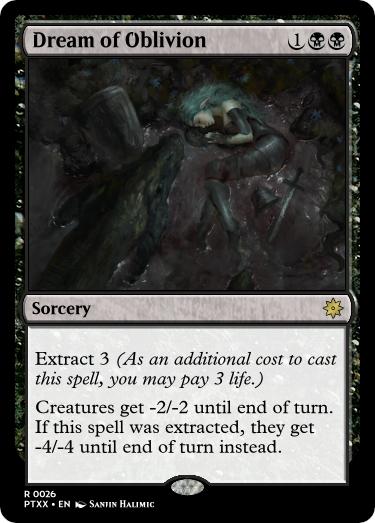 Dream of Oblivion 1
Sorcery
Extract 3 (As an additional cost to cast
this spell, you may pay 3 life.)
Creatures get -2/-2 until end of turn.
If this spell was extracted, they get
-4/-4 until end of turn instead.
R 0026
PTXX • EN Santin Halimic